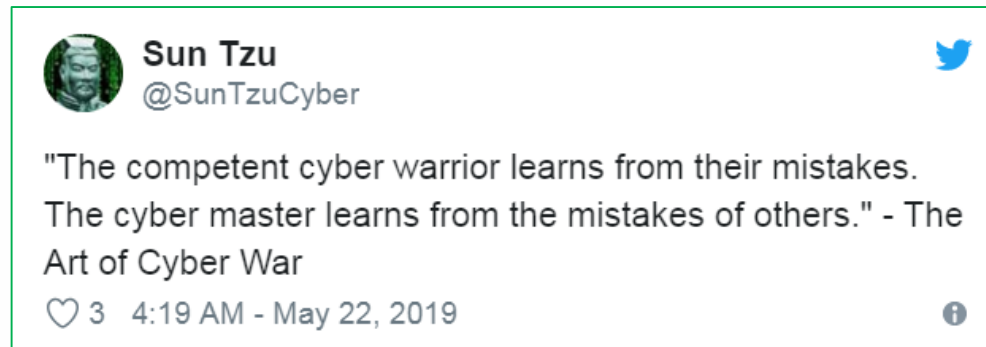 Sun Tzu
@SunTzuCyber
"The competent cyber warrior learns from their mistakes.
The cyber master learns from the mistakes of others." - The
Art of Cyber War
3 4:19 AM - May 22, 2019